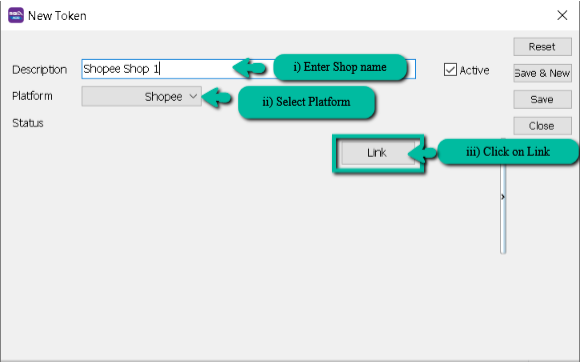 New Token
Reset
Description Shopee Shop 1 i) Enter Shop name Active Save & New
Platform Shopee ii) Select Platform Save
Status Close
Link iii) Click on Link